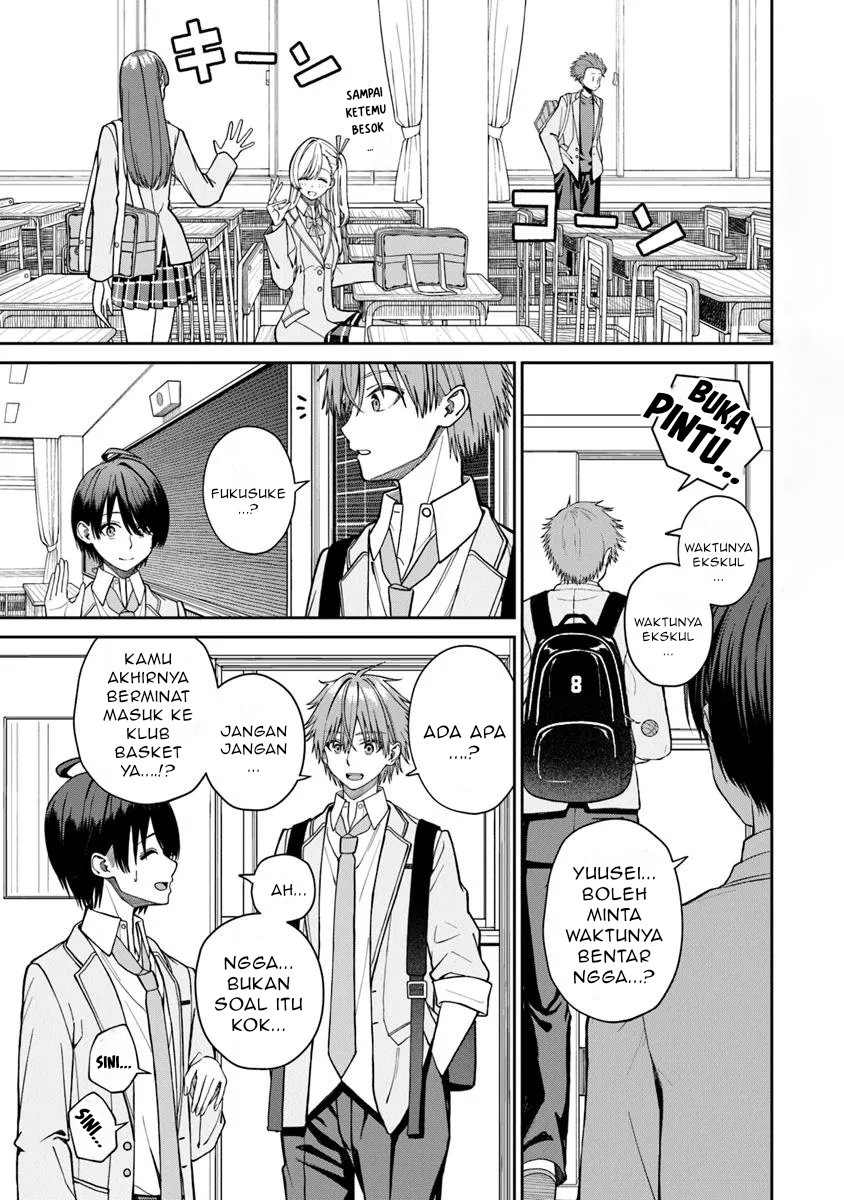 キーン
SAMPAI
KETEMU
BESOK
...
コーン
BUKA
PINTU...
WAKTUNYA
EKSKUL
...
WAKTUNYA
EKSKUL
...
8
YUUSEI...
BOLEH
MINTA
WAKTUNYA
BENTAR
NGGA...?
FUKUSUKE
...?
ADA APA
....?
JANGAN
JANGAN
...
KAMU
AKHIRNYA
BERMINAT
MASUK KE
KLUB
BASKET
YA....!?
AH...
NGGA...
BUKAN
SOAL ITU
KOK...
SINI...
SINI...